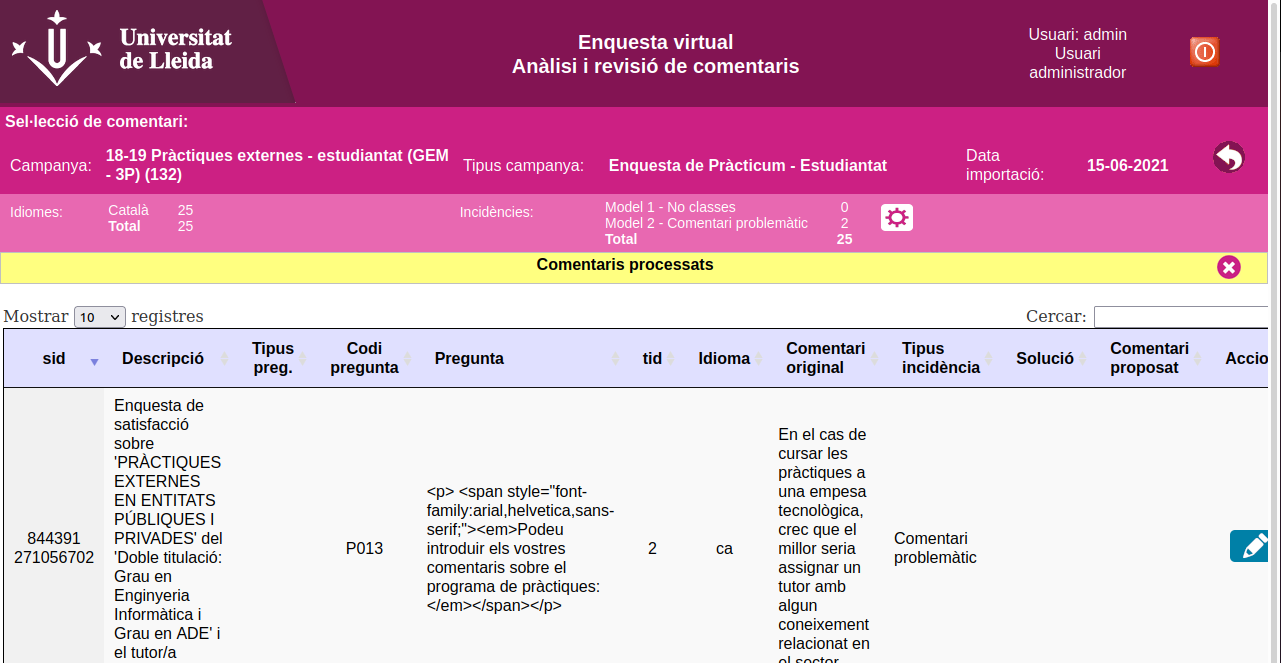 Universitat
de Lleida
Enquesta virtual
Anàlisi i revisió de comentaris
Usuari: admin
Usuari
administrador
Sel·lecció de comentari:
Campanya:
18-19 Pràctiques externes - estudiantat (GEM
- 3P) (132)
Tipus campanya:
Enquesta de Pràcticum - Estudiantat
Data
importació:
15-06-2021
Idiomes:
Català 25
Total 25
Incidències:
Model 1 - No classes 0
Model 2 - Comentari problemàtic 2
Total 25
Comentaris processats
Mostrar 10 registres
Cercar:
sid
Descripció
Tipus
preg.
Codi
pregunta
Pregunta
tid
Idioma
Comentari
original
Tipus
incidència
Solució
Comentari
proposat
Accio
844391
271056702
Enquesta de
satisfacció
sobre
'PRÀCTIQUES
EXTERNES
EN ENTITATS
PÚBLIQUES I
PRIVADES' del
'Doble titulació:
Grau en
Enginyeria
Informàtica i
Grau en ADE' i
el tutor/a
P013
<p> <span style="font-
family:arial,helvetica,sans-
serif;"><em>Podeu
introduir els vostres
comentaris sobre el
programa de pràctiques:
</em></span></p>
2
ca
En el cas de
cursar les
pràctiques a
una empesa
tecnològica,
crec que el
millor seria
assignar un
tutor amb
algun
coneixement
relacionat en
el sector
Comentari
problemàtic